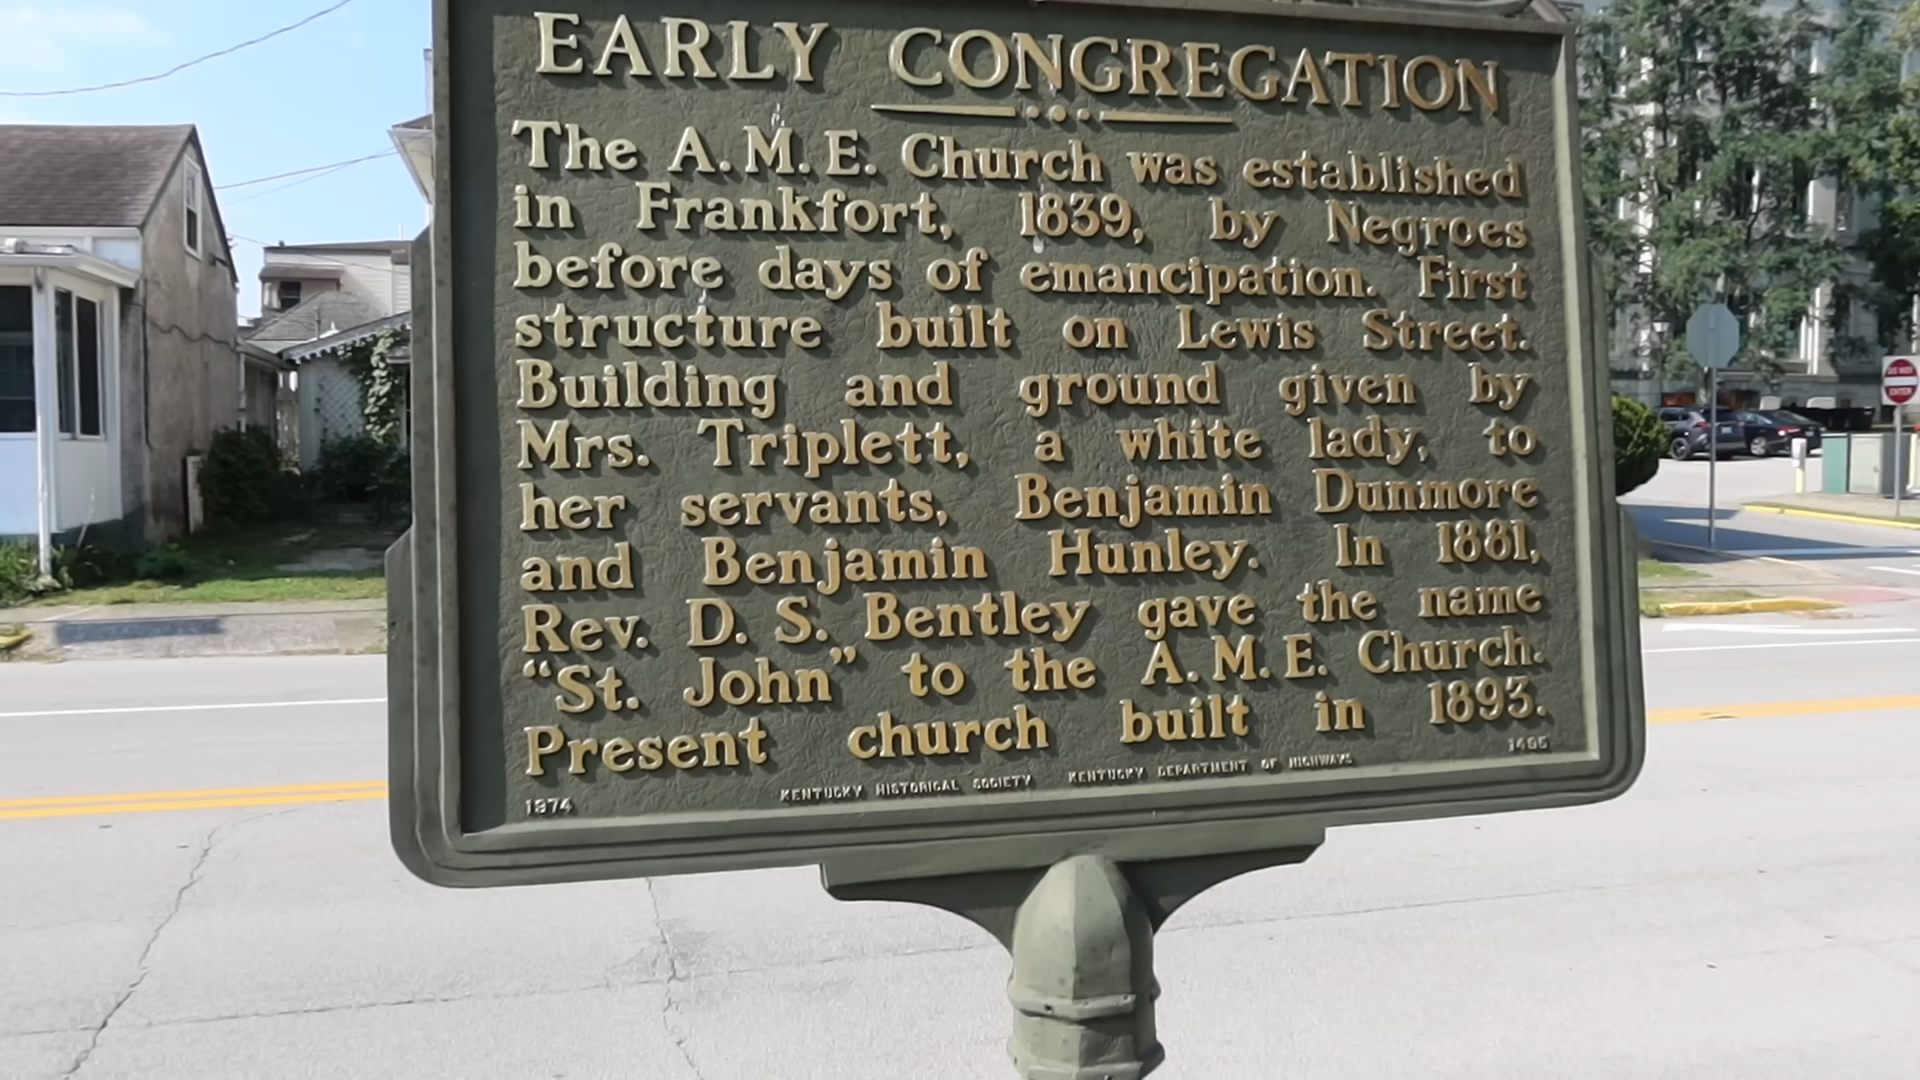 EARLY CONGREGATION
The A.M.E. Church was established
in Frankfort, 1839, by Negroes
before days of emancipation. First
structure built on Lewis Street.
Building and ground given by
Mrs. Triplett, a white lady, to
her servants, Benjamin Dunmore
and Benjamin Hunley. In 1881,
Rev. D. S. Bentley gave the name
"St. John" to the A.M.E. Church.
Present church built in 1893.
1974 KENTUCKY HISTORICAL SOCIETY KENTUCKY DEPARTMENT OF HIGHWAYS
DO NOT
ENTER